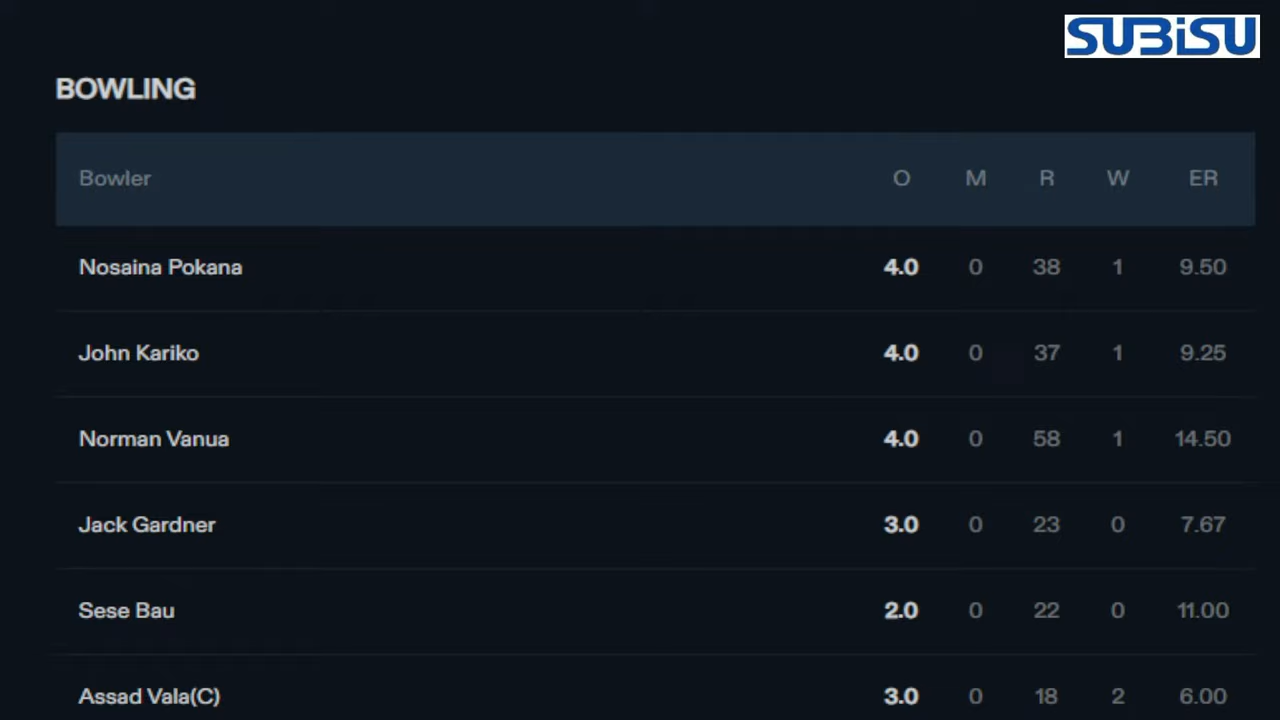 SUBiSU
BOWLING
Bowler O M R W ER
Nosaina Pokana 4.0 0 38 1 9.50
John Kariko 4.0 0 37 1 9.25
Norman Vanua 4.0 0 58 1 14.50
Jack Gardner 3.0 0 23 0 7.67
Sese Bau 2.0 0 22 0 11.00
Assad Vala(C) 3.0 0 18 2 6.00